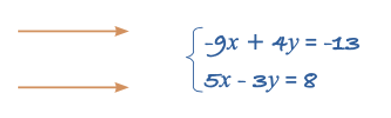 -9x + 4y = -13
5x - 3y = 8